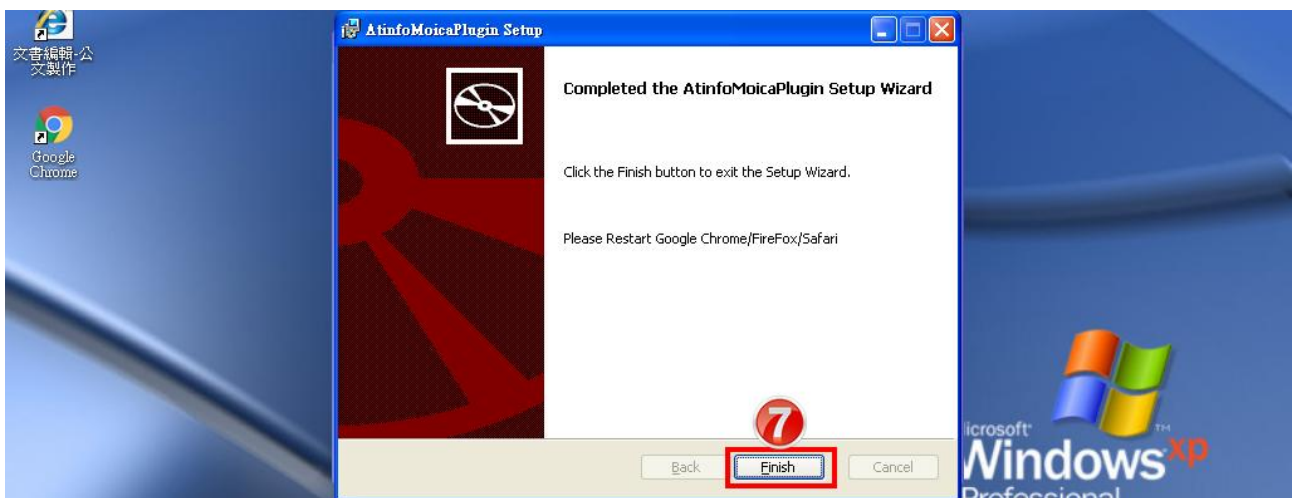 文書編輯-公
文製作
Google
Chrome
AtinfoMoicaPlugin Setup
Completed the AtinfoMoicaPlugin Setup Wizard
Click the Finish button to exit the Setup Wizard.
Please Restart Google Chrome/FireFox/Safari
7
Back
Finish
Cancel
icrosoft
TM
Windows xp
Professional